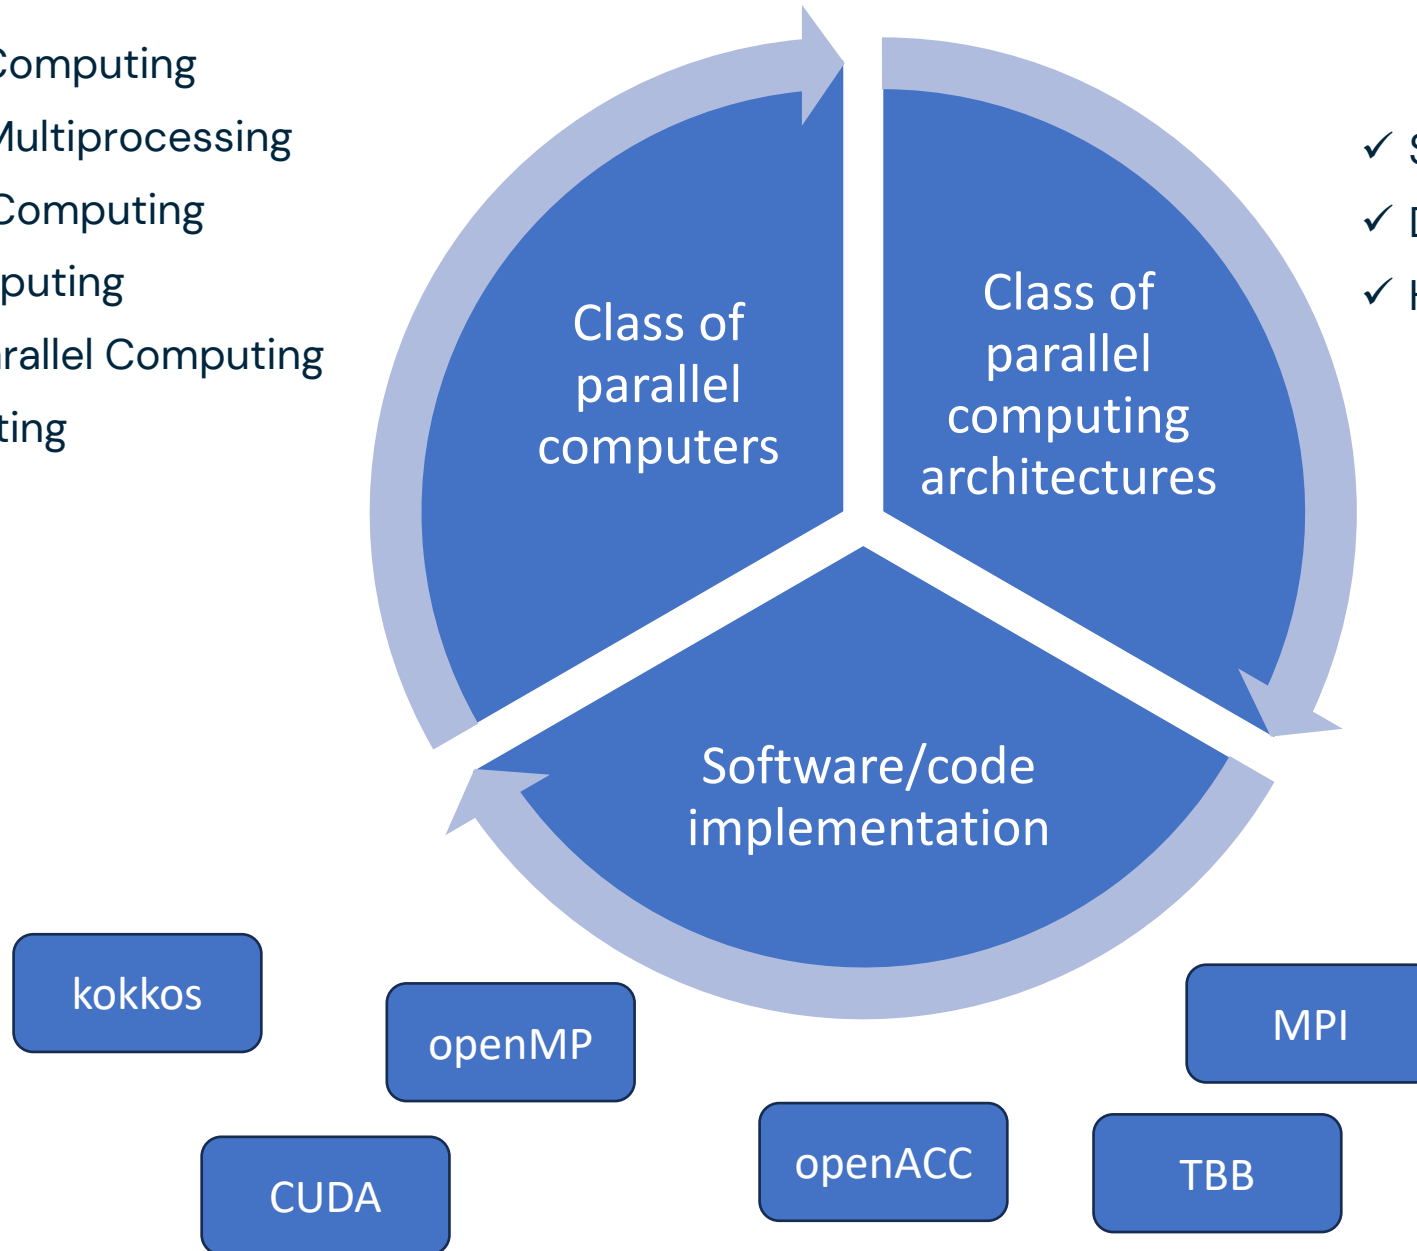 Computing
Multiprocessing
Computing
puting
rallel Computing
ting
Class of
parallel
computers
Class of
parallel
computing
architectures
✓ S
✓ D
✓ H
Software/code
implementation
kokkos
openMP
MPI
openACC
TBB
CUDA